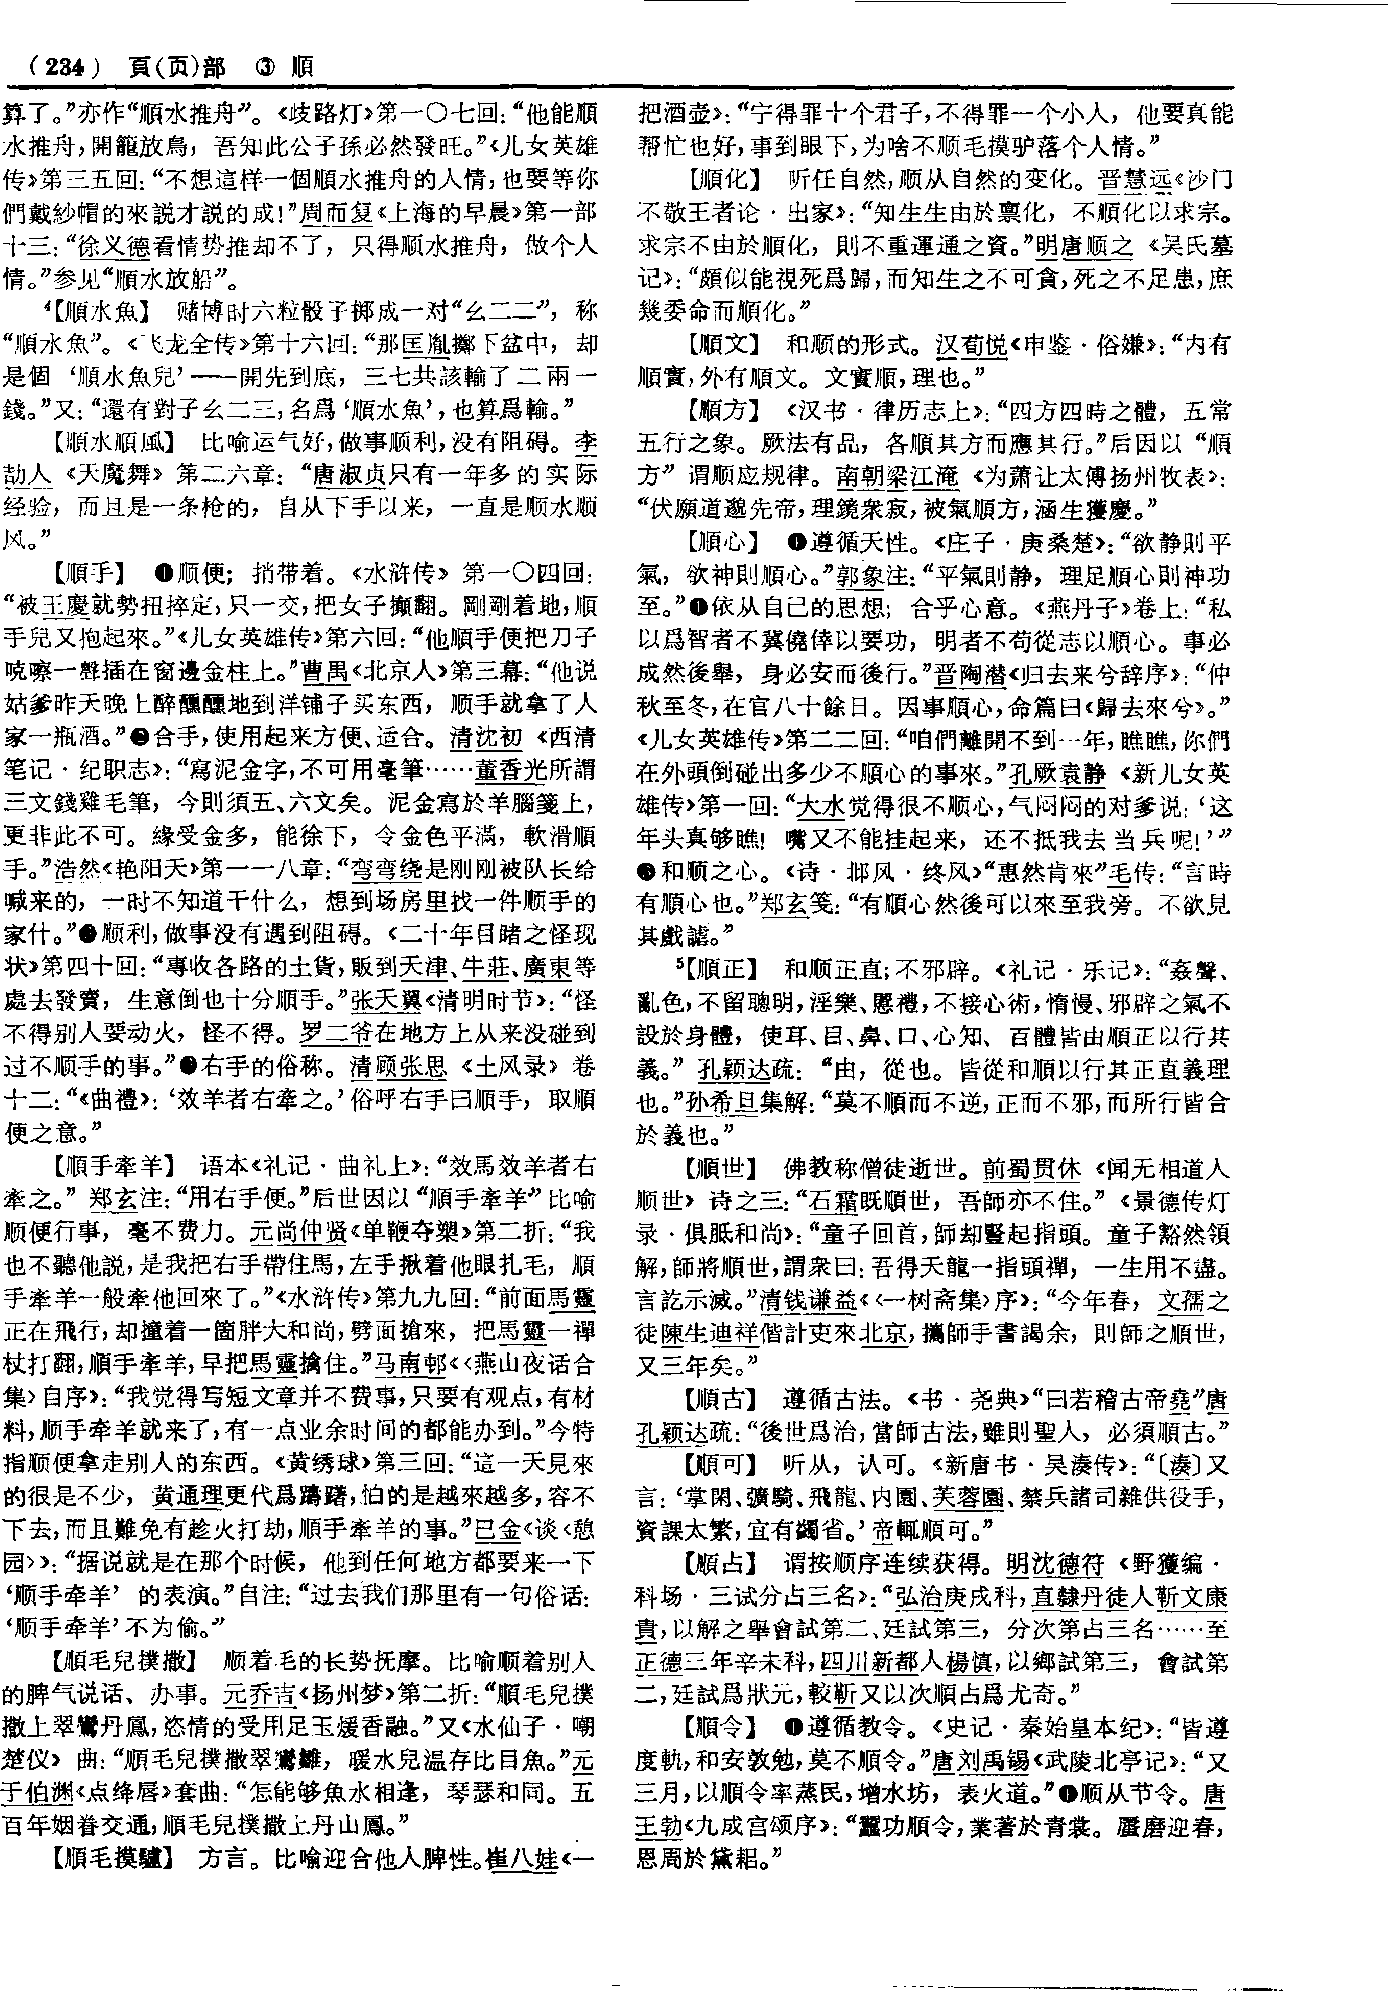 （234） 頁(页)部 ③ 順
算了。”亦作“順水推舟”。《歧路灯》第一〇七回：“他能順
水推舟，開籠放鳥，吾知此公子孫必然發旺。”《儿女英雄
传》第三五回：“不想這样一個順水推舟的人情，也要等你
們戴紗帽的來説才説的成！”周而复《上海的早晨》第一部
十三：“徐义德看情势推却不了，只得顺水推舟，做个人
情。”参见“順水放船”。
4【順水魚】 赌博时六粒骰子掷成一对“幺二二”，称
“順水魚”。《飞龙全传》第十六回：“那匡胤擲下盆中，却
是個‘順水魚兒’——開先到底，三七共該輸了二兩一
錢。”又：“還有對子幺二三，名爲‘順水魚’，也算爲輸。”
【順水順風】 比喻运气好，做事顺利，没有阻碍。李
劼人《天魔舞》第二六章：“唐淑贞只有一年多的实际
经验，而且是一条枪的，自从下手以来，一直是顺水顺
风。”
【順手】 ❶顺便；捎带着。《水浒传》第一〇四回：
“被王慶就勢扭捽定，只一交，把女子攧翻。剛剛着地，順
手兒又抱起來。”《儿女英雄传》第六回：“他順手便把刀子
吱嚓一聲插在窗邊金柱上。”曹禺《北京人》第三幕：“他说
姑爹昨天晚上醉醺醺地到洋铺子买东西，顺手就拿了人
家一瓶酒。”❷合手，使用起来方便、适合。清沈初《西清
笔记·纪职志》：“寫泥金字，不可用毫筆……董香光所謂
三文錢雞毛筆，今則須五、六文矣。泥金寫於羊腦箋上，
更非此不可。緣受金多，能徐下，令金色平滿，軟滑順
手。”浩然《艳阳天》第一一八章：“弯弯绕是刚刚被队长给
喊来的，一时不知道干什么，想到场房里找一件顺手的
家什。”❸顺利，做事没有遇到阻碍。《二十年目睹之怪现
状》第四十回：“專收各路的土貨，販到天津、牛莊、廣東等
處去發賣，生意倒也十分順手。”张天翼《清明时节》：“怪
不得别人要动火，怪不得。罗二爷在地方上从来没碰到
过不顺手的事。”❹右手的俗称。清顾张思《土风录》卷
十二：“《曲禮》：‘效羊者右牽之。’俗呼右手曰順手，取順
便之意。”
【順手牽羊】 语本《礼记·曲礼上》：“效馬效羊者右
牽之。”郑玄注：“用右手便。”后世因以“順手牽羊”比喻
顺便行事，毫不费力。元尚仲贤《单鞭夺槊》第二折：“我
也不聽他説，是我把右手帶住馬，左手揪着他眼扎毛，順
手牽羊一般牽他回來了。”《水浒传》第九九回：“前面馬靈
正在飛行，却撞着一箇胖大和尚，劈面搶來，把馬靈一禪
杖打翻，順手牽羊，早把馬靈擒住。”马南邨《〈燕山夜话合
集〉自序》：“我觉得写短文章并不费事，只要有观点，有材
料，顺手牵羊就来了，有一点业余时间的都能办到。”今特
指顺便拿走别人的东西。《黄绣球》第三回：“這一天見來
的很是不少，黄通理更代爲躊躇，怕的是越來越多，容不
下去，而且難免有趁火打劫，順手牽羊的事。”巴金《谈〈憩
园〉》：“据说就是在那个时候，他到任何地方都要来一下
‘顺手牵羊’的表演。”自注：“过去我们那里有一句俗话：
‘顺手牵羊’不为偷。”
【順毛兒撲撒】 顺着毛的长势抚摩。比喻顺着别人
的脾气说话、办事。元乔吉《扬州梦》第二折：“順毛兒撲
撒上翠鸞丹鳳，恣情的受用足玉煖香融。”又《水仙子·嘲
楚仪》曲：“順毛兒撲撒翠鸞雛，暖水兒温存比目魚。”元
于伯渊《点绛唇》套曲：“怎能够魚水相逢，琴瑟和同。五
百年姻眷交通，順毛兒撲撒上丹山鳳。”
【順毛摸驢】 方言。比喻迎合他人脾性。崔八娃《一
把酒壶》：“宁得罪十个君子，不得罪一个小人，他要真能
帮忙也好，事到眼下，为啥不顺毛摸驴落个人情。”
【順化】 听任自然，顺从自然的变化。晋慧远《沙门
不敬王者论·出家》：“知生生由於禀化，不順化以求宗。
求宗不由於順化，則不重運通之資。”明唐顺之《吴氏墓
记》：“頗似能視死爲歸，而知生之不可貪，死之不足患，庶
幾委命而順化。”
【順文】 和顺的形式。汉荀悦《申鉴·俗嫌》：“内有
順實，外有順文。文實順，理也。”
【順方】 《汉书·律历志上》：“四方四時之體，五常
五行之象。厥法有品，各順其方而應其行。”后因以“順
方”谓顺应规律。南朝梁江淹《为萧让太傅扬州牧表》：
“伏願道邈先帝，理鏡衆寂，被氣順方，涵生獲慶。”
【順心】 ❶遵循天性。《庄子·庚桑楚》：“欲静則平
氣，欲神則順心。”郭象注：“平氣則静，理足順心則神功
至。”❷依从自己的思想；合乎心意。《燕丹子》卷上：“私
以爲智者不冀僥倖以要功，明者不苟從志以順心。事必
成然後舉，身必安而後行。”晋陶潜《归去来兮辞序》：“仲
秋至冬，在官八十餘日。因事順心，命篇曰《歸去來兮》。”
《儿女英雄传》第二二回：“咱們離開不到一年，瞧瞧，你們
在外頭倒碰出多少不順心的事來。”孔厥袁静《新儿女英
雄传》第一回：“大水觉得很不顺心，气闷闷的对爹说：‘这
年头真够瞧！嘴又不能挂起来，还不抵我去当兵呢！’”
❸和顺之心。《诗·邶风·终风》“惠然肯來”毛传：“言時
有順心也。”郑玄笺：“有順心然後可以來至我旁。不欲見
其戲謔。”
5【順正】 和顺正直；不邪辟。《礼记·乐记》：“姦聲、
亂色，不留聰明，淫樂、慝禮，不接心術，惰慢、邪辟之氣不
設於身體，使耳、目、鼻、口、心知、百體皆由順正以行其
義。”孔颖达疏：“由，從也。皆從和順以行其正直義理
也。”孙希旦集解：“莫不順而不逆，正而不邪，而所行皆合
於義也。”
【順世】 佛教称僧徒逝世。前蜀贯休《闻无相道人
顺世》诗之三：“石霜既順世，吾師亦不住。”《景德传灯
录·俱胝和尚》：“童子回首，師却豎起指頭。童子豁然領
解，師將順世，謂衆曰：吾得天龍一指頭禪，一生用不盡。
言訖示滅。”清钱谦益《〈一树斋集〉序》：“今年春，文孺之
徒陳生迪祥偕計吏來北京，攜師手書謁余，則師之順世，
又三年矣。”
【順古】 遵循古法。《书·尧典》“曰若稽古帝堯”唐
孔颖达疏：“後世爲治，當師古法，雖則聖人，必須順古。”
【順可】 听从，认可。《新唐书·吴凑传》：“〔湊〕又
言：‘掌閑、彍騎、飛龍、内園、芙蓉園、禁兵諸司雜供役手，
資課太繁，宜有蠲省。’帝輒順可。”
【順占】 谓按顺序连续获得。明沈德符《野獲编·
科场·三试分占三名》：“弘治庚戌科，直隸丹徒人靳文康
貴，以解之舉會試第二、廷試第三，分次第占三名……至
正德三年辛未科，四川新都人楊慎，以鄉試第三，會試第
二，廷試爲狀元，較靳又以次順占爲尤奇。”
【順令】 ❶遵循教令。《史记·秦始皇本纪》：“皆遵
度軌，和安敦勉，莫不順令。”唐刘禹锡《武陵北亭记》：“又
三月，以順令率蒸民，增水坊，表火道。”❷顺从节令。唐
王勃《九成宫颂序》：“蠶功順令，業著於青裳。蜃磨迎春，
恩周於黛耜。”